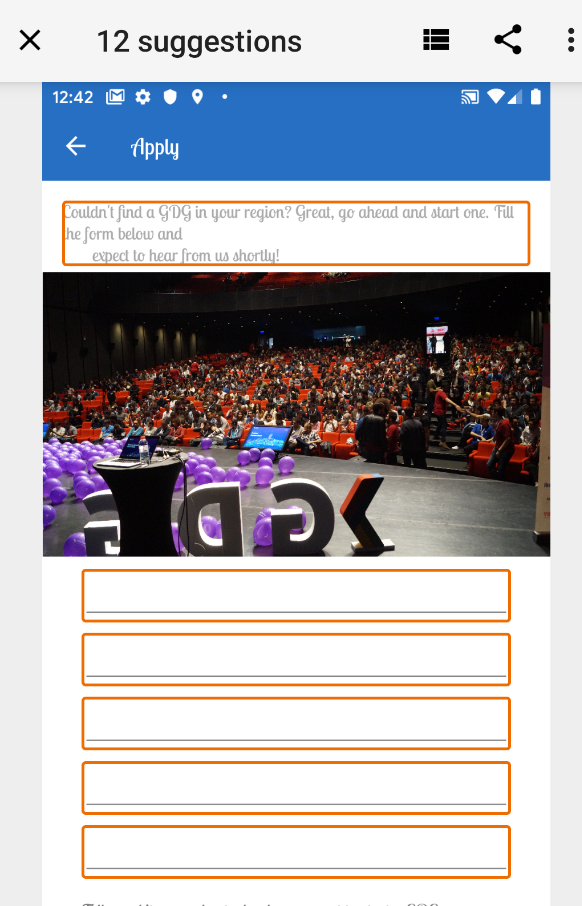 12 suggestions
12:42
Apply
Couldn't find a GDG in your region? Great, go ahead and start one. Fill
the form below and
expect to hear from us shortly!
GDG